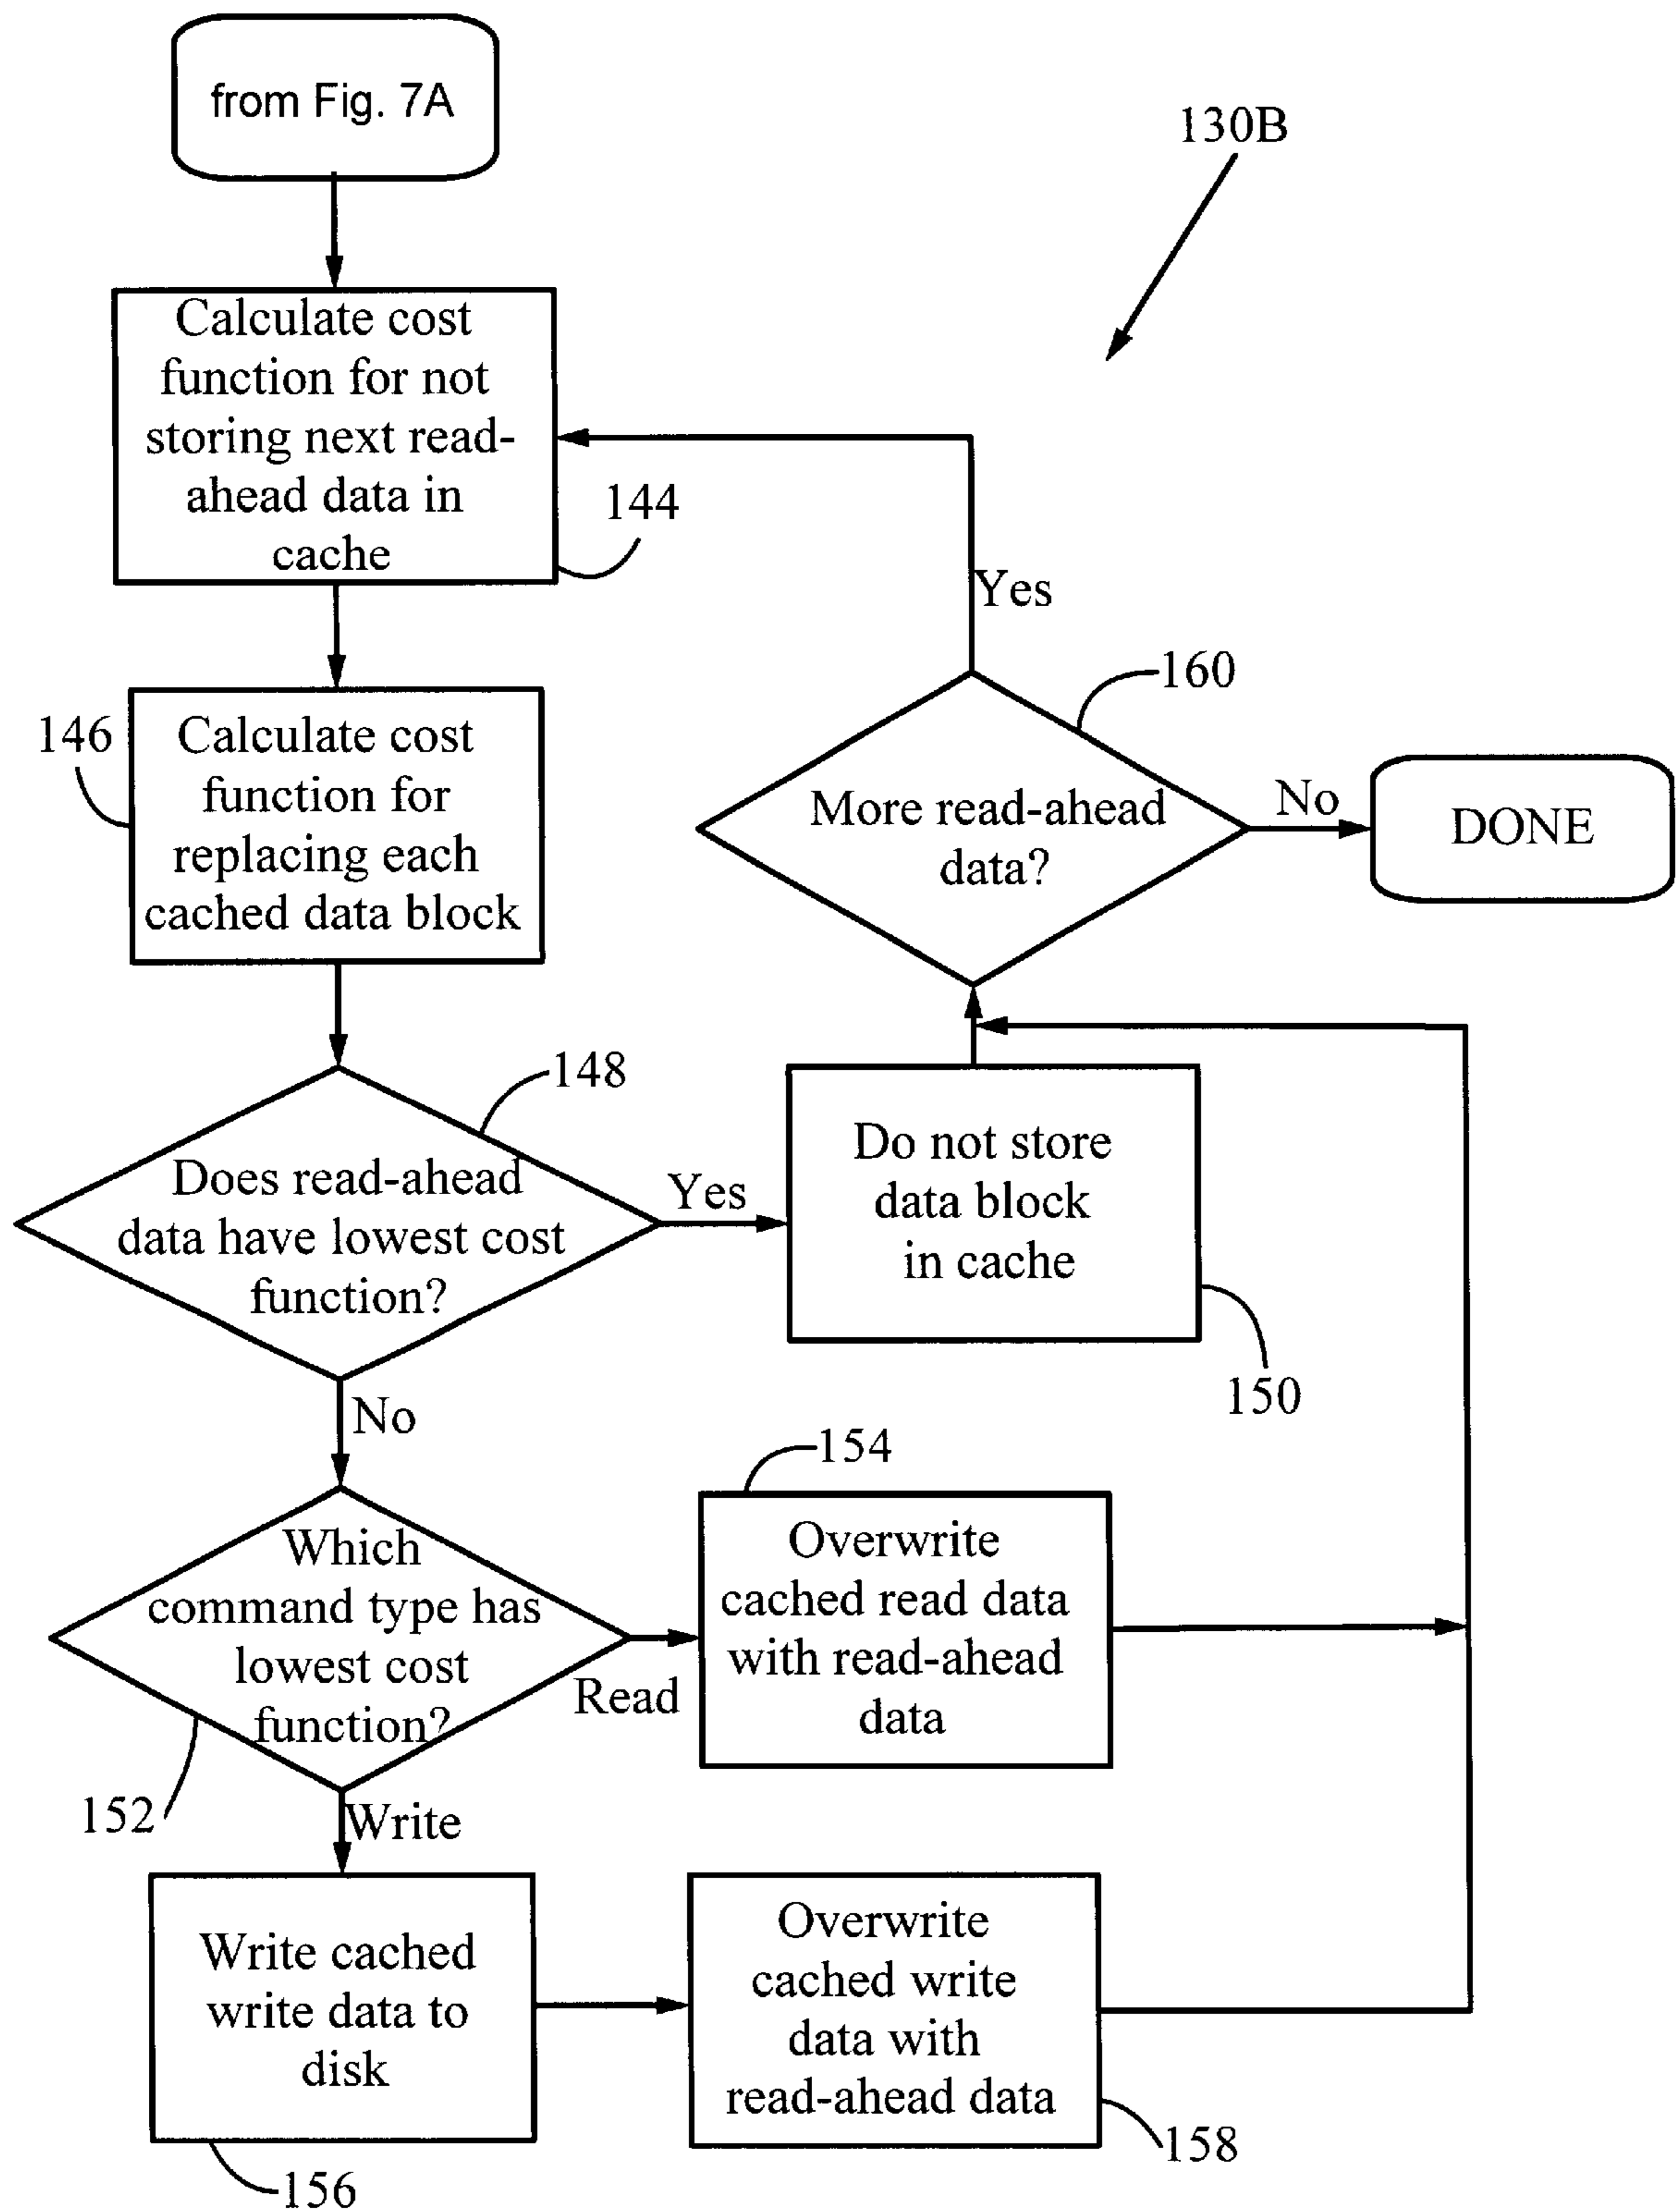 from Fig. 7A
130B
Calculate cost
function for not
storing next read-
ahead data in
cache
144
Yes
160
146
Calculate cost
function for
replacing each
cached data block
More read-ahead
data?
No
DONE
148
Does read-ahead
data have lowest cost
function?
Yes
Do not store
data block
in cache
150
No
154
Which
command type has
lowest cost
function?
Read
Overwrite
cached read data
with read-ahead
data
152
Write
Write cached
write data to
disk
Overwrite
cached write
data with
read-ahead data
158
156